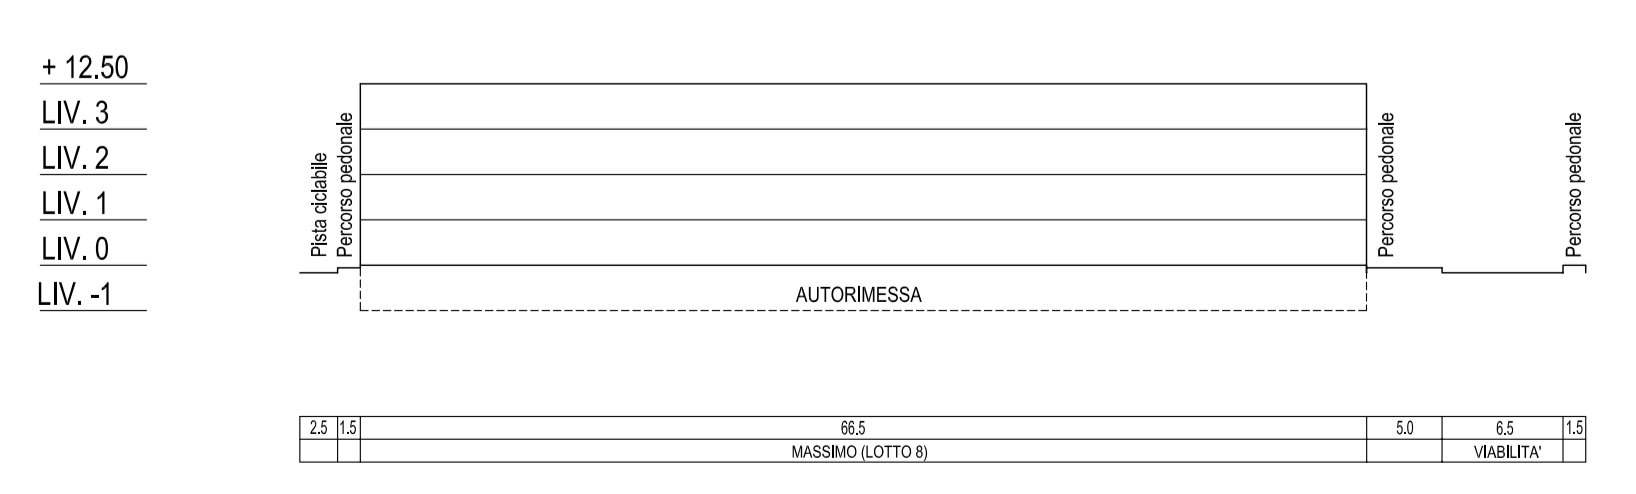 + 12.50
LIV. 3
LIV. 2
LIV. 1
LIV. 0
LIV. -1
Pista ciclabile
Percorso pedonale
Percorso pedonale
Percorso pedonale
AUTORIMESSA
2.5 1.5 66.5 5.0 6.5 1.5
MASSIMO (LOTTO 8) VIABILITA'